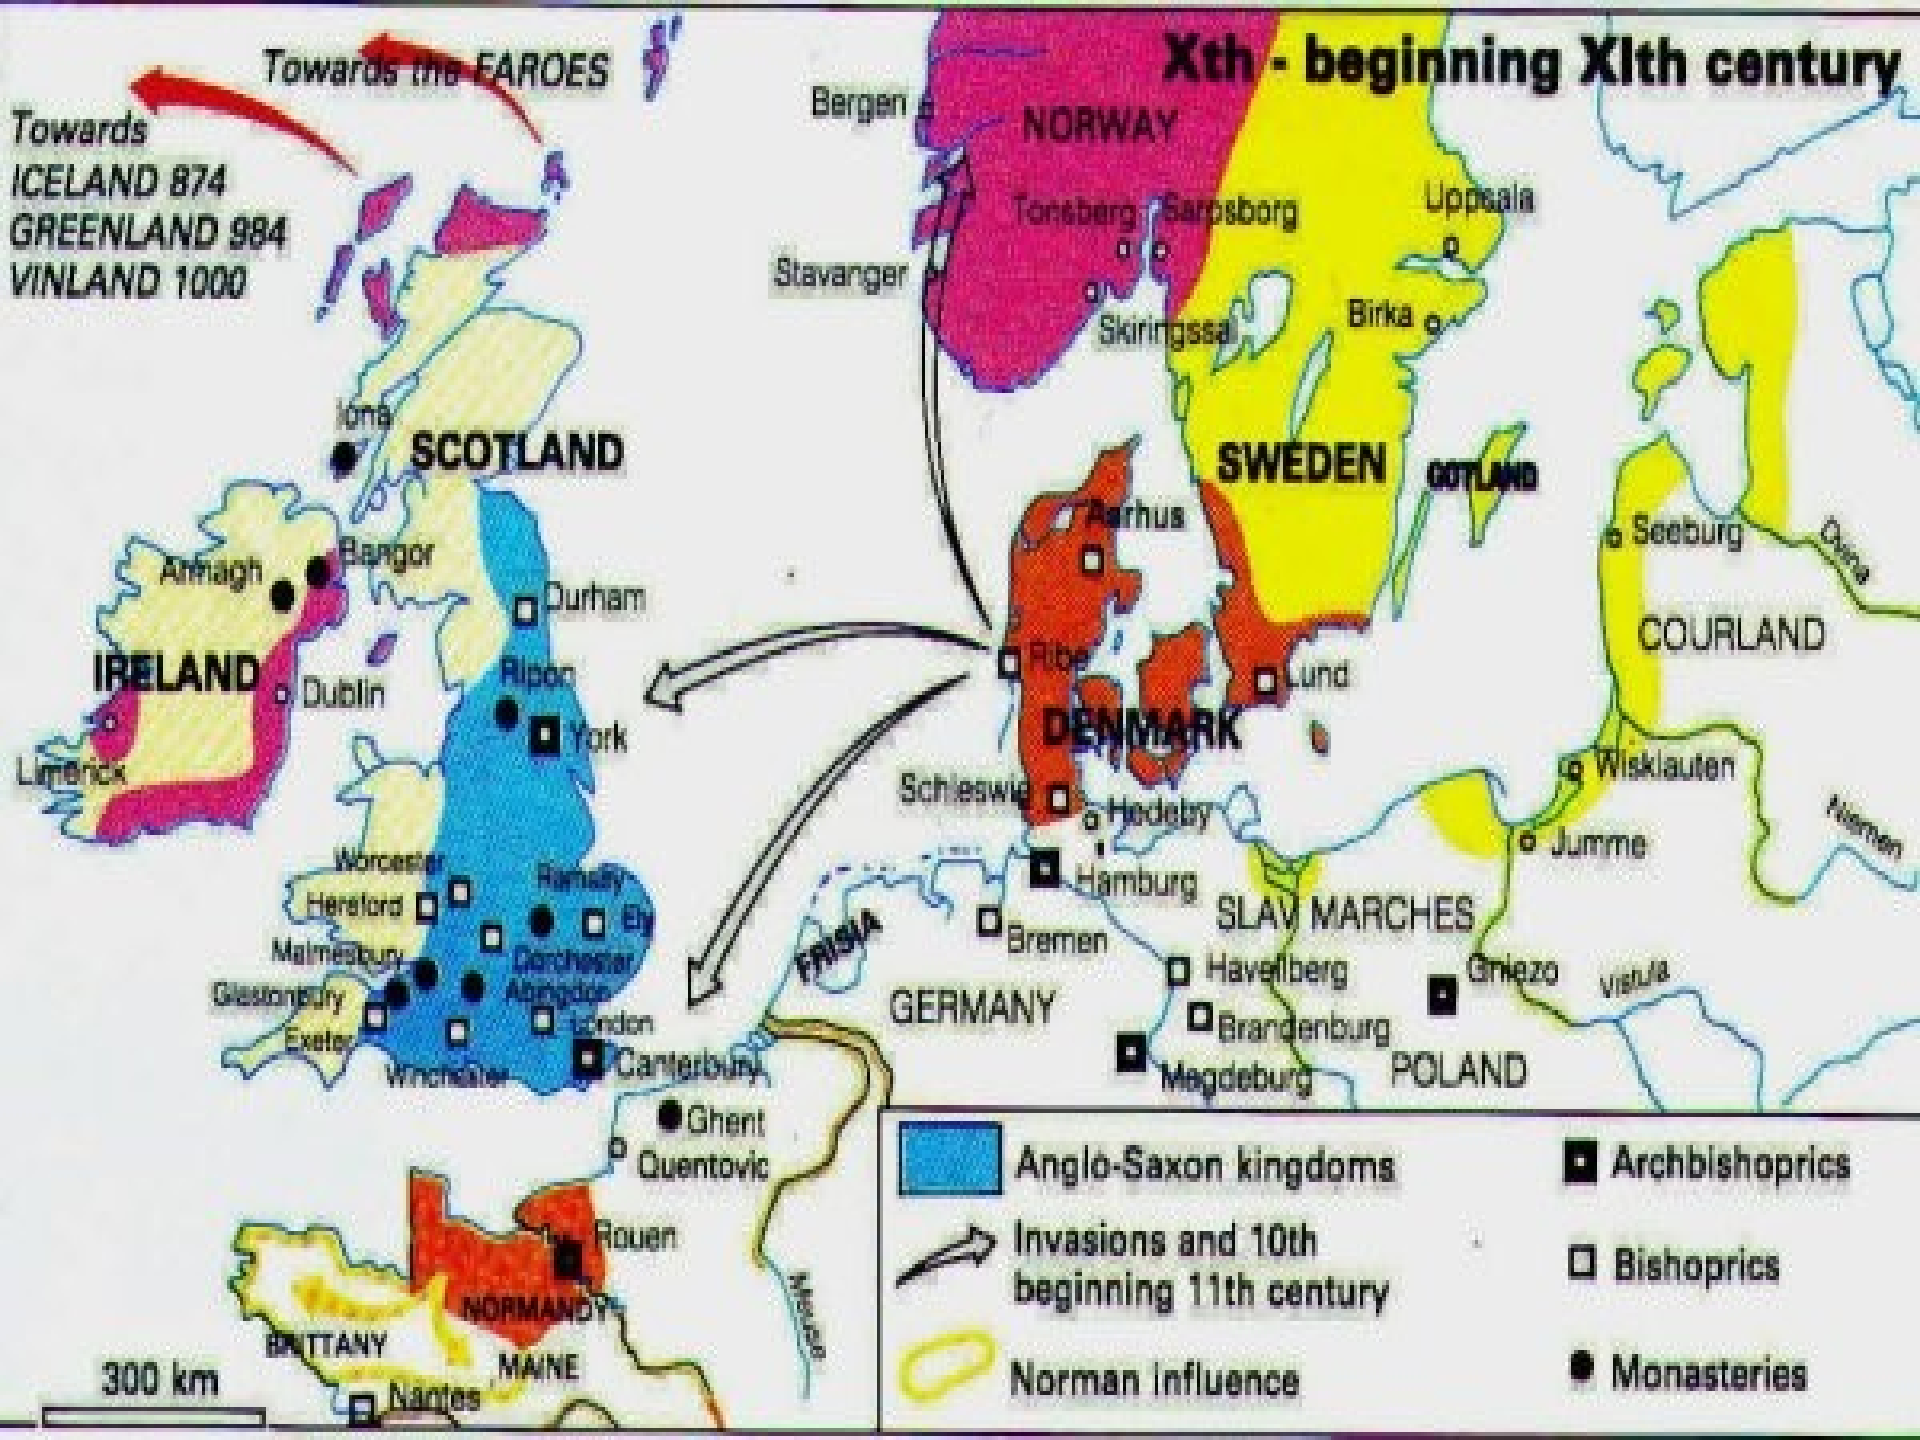 Xth - beginning XIth century
Towards the FAROES
Towards
ICELAND 874
GREENLAND 984
VINLAND 1000
Bergen
NORWAY
Tonsberg
Sarpsborg
Uppsala
Stavanger
Skiringssal
Birka
Iona
SCOTLAND
SWEDEN
GOTLAND
Aarhus
Seeburg
Dvina
Armagh
Bangor
Durham
COURLAND
IRELAND
Dublin
Ripon
Ribe
Lund
York
DENMARK
Limerick
Wisklauten
Schleswig
Hedeby
Jumme
Niemen
Worcester
Ramsey
Hamburg
Hereford
Ely
SLAV MARCHES
FRISIA
Bremen
Malmesbury
Dorchester
Havellberg
Gniezo
Vistula
Glastonbury
Abingdon
GERMANY
Brandenburg
Exeter
London
Canterbury
Winchester
Magdeburg
POLAND
Ghent
Quentovic
Rouen
NORMANDY
BRITTANY
MAINE
Meuse
300 km
Nantes
Anglo-Saxon kingdoms
Invasions and 10th
beginning 11th century
Norman influence
Archbishoprics
Bishoprics
Monasteries